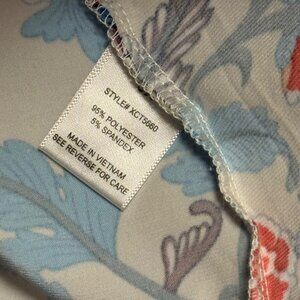 STYLE# XCT5660
95% POLYESTER
5% SPANDEX
MADE IN VIETNAM
SEE REVERSE FOR CARE